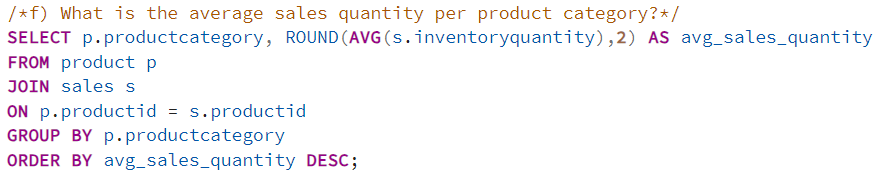 /*f) What is the average sales quantity per product category?*/
SELECT p.productcategory, ROUND(AVG(s.inventoryquantity),2) AS avg_sales_quantity
FROM product p
JOIN sales s
ON p.productid = s.productid
GROUP BY p.productcategory
ORDER BY avg_sales_quantity DESC;